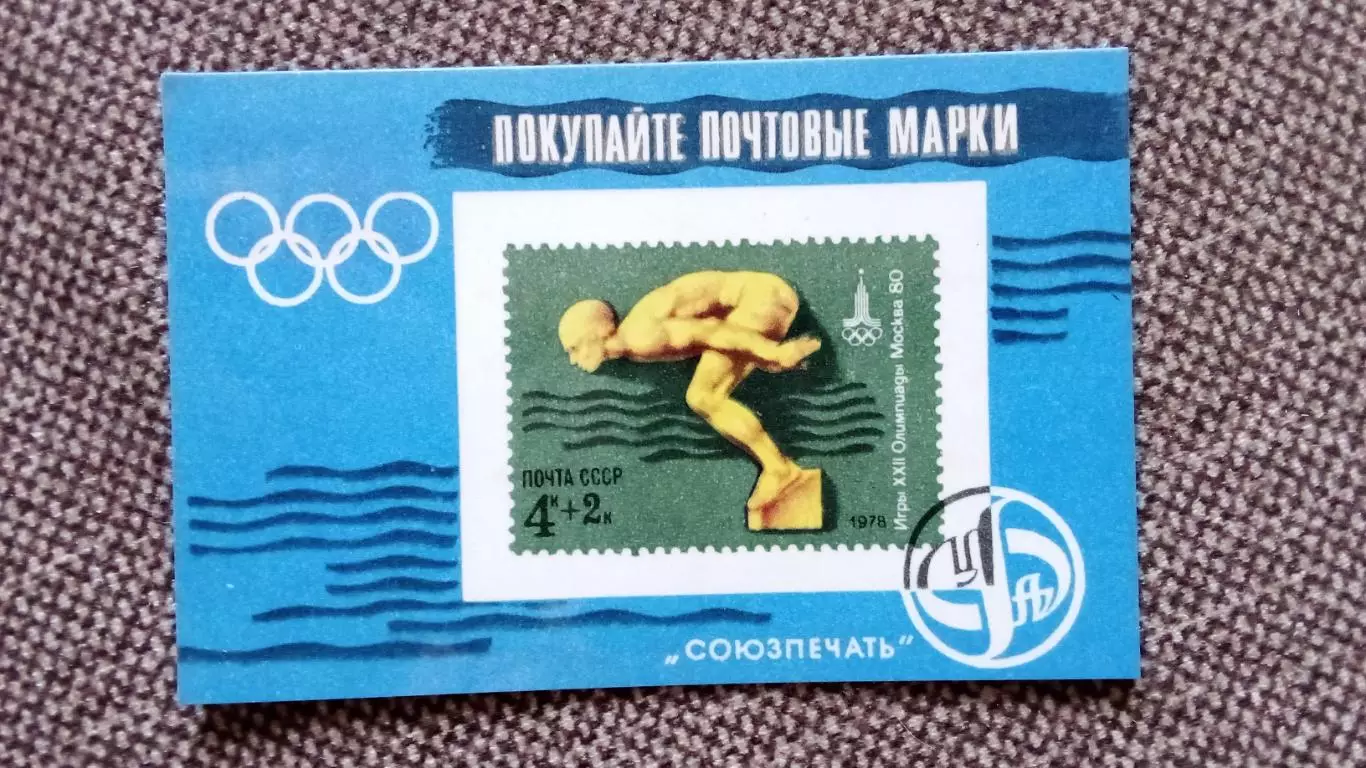 ПОКУПАЙТЕ ПОЧТОВЫЕ МАРКИ
Игры XXII Олимпиады Москва 80
ПОЧТА СССР
4к+2к
1978
„СОЮЗПЕЧАТЬ"